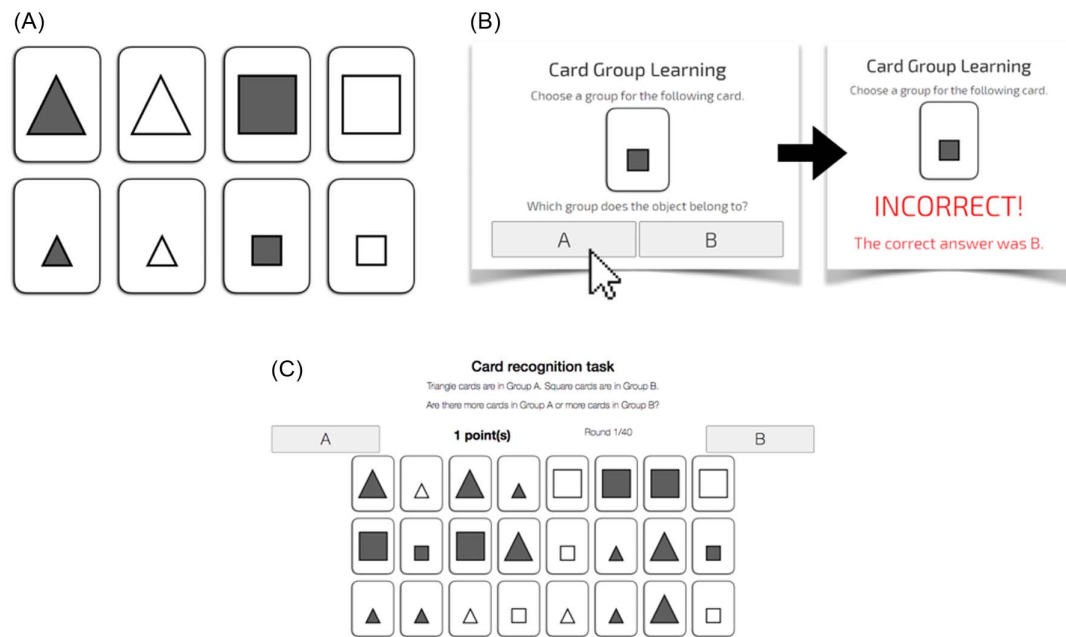 (A)
(B)
Card Group Learning
Choose a group for the following card.
Which group does the object belong to?
A
B
Card Group Learning
Choose a group for the following card.
INCORRECT!
The correct answer was B.
(C)
Card recognition task
Triangle cards are in Group A. Square cards are in Group B.
Are there more cards in Group A or more cards in Group B?
A
1 point(s)
Round 1/40
B